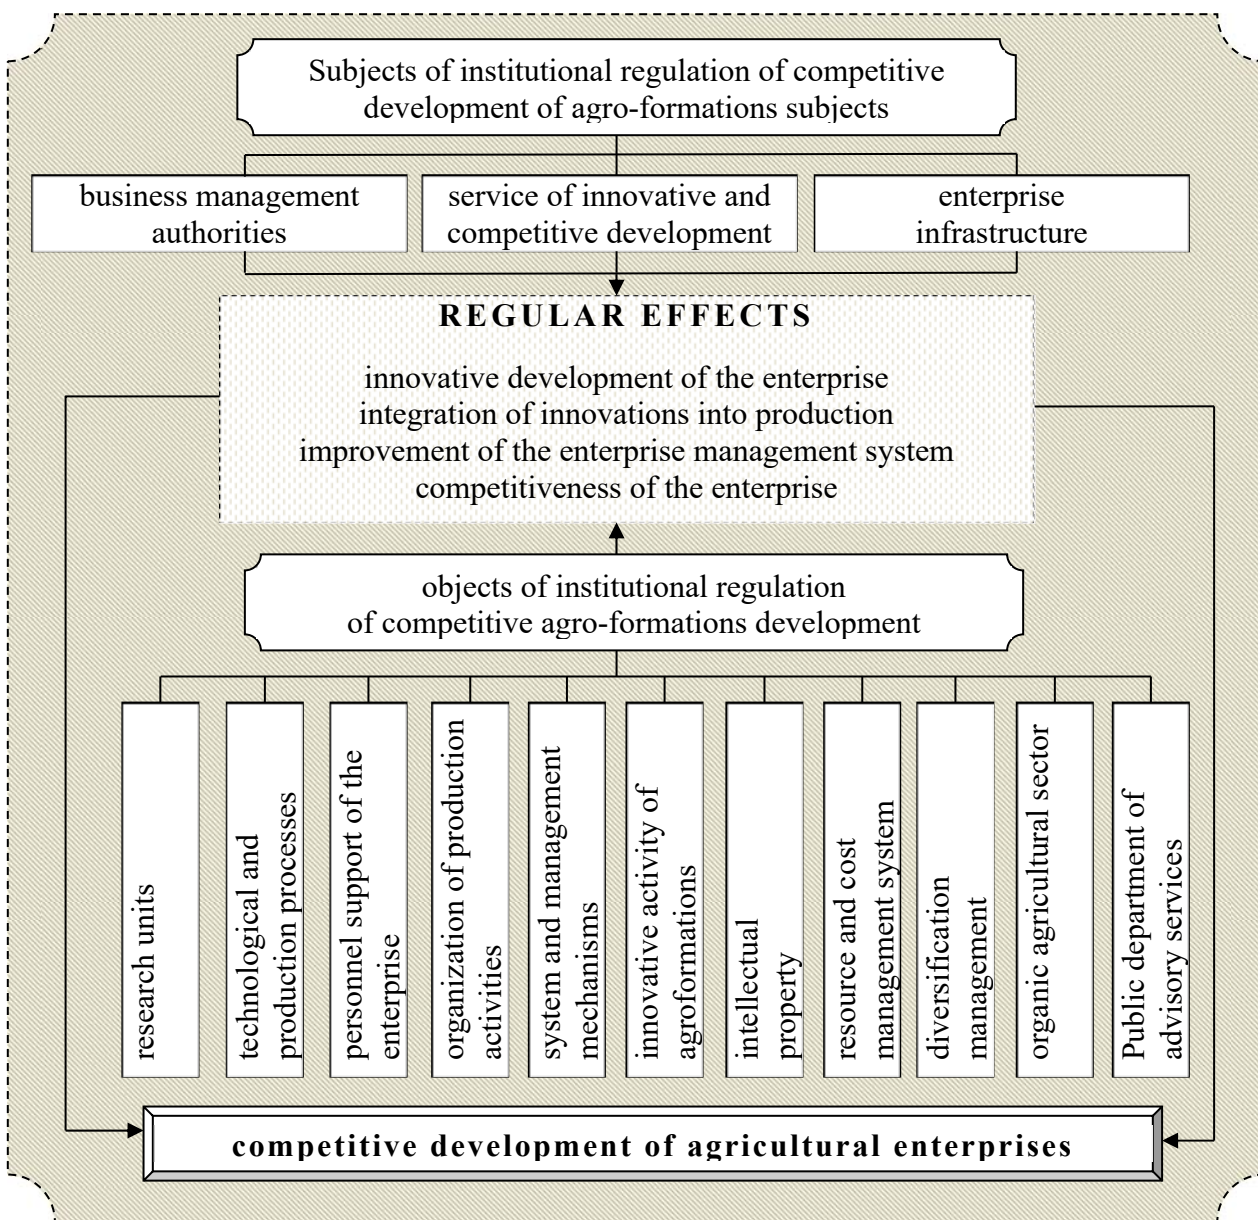 Subjects of institutional regulation of competitive
development of agro-formations subjects
business management
authorities
service of innovative and
competitive development
enterprise
infrastructure
REGULAR EFFECTS
innovative development of the enterprise
integration of innovations into production
improvement of the enterprise management system
competitiveness of the enterprise
objects of institutional regulation
of competitive agro-formations development
research units
technological and
production processes
personnel support of the
enterprise
organization of production
activities
system and management
mechanisms
innovative activity of
agroformations
intellectual
property
resource and cost
management system
diversification
management
organic agricultural sector
Public department of
advisory services
competitive development of agricultural enterprises